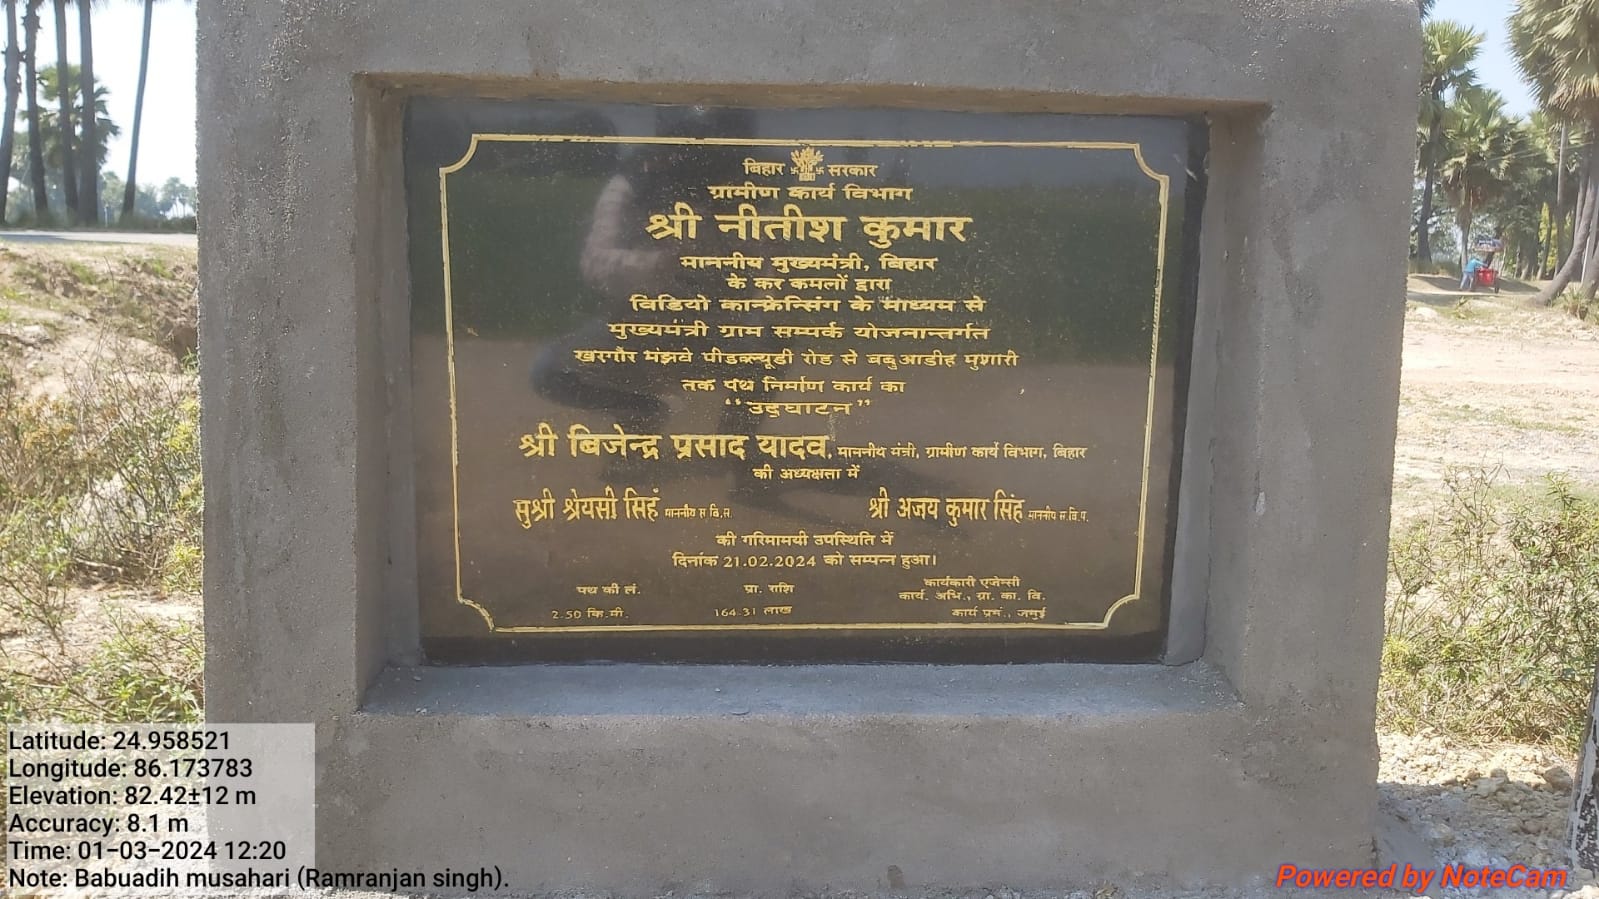 बिहार सरकार
ग्रामीण कार्य विभाग
श्री नीतीश कुमार
माननीय मुख्यमंत्री, बिहार
के कर कमलों द्वारा
विडियो कान्फ्रेन्सिंग के माध्यम से
मुख्यमंत्री ग्राम सम्पर्क योजनान्तर्गत
खरगौर मंझवे पीडब्ल्यूडी रोड से बबुआडीह मुशारी
तक पथ निर्माण कार्य का
"उद्घाटन"
श्री बिजेन्द्र प्रसाद यादव, माननीय मंत्री, ग्रामीण कार्य विभाग, बिहार
की अध्यक्षता में
सुश्री श्रेयसी सिहं माननीय स.वि.स. श्री अजय कुमार सिंह माननीय स.वि.प.
की गरिमामयी उपस्थिति में
दिनांक 21.02.2024 को सम्पन्न हुआ।
पथ की लं. प्रा. राशि कार्यकारी एजेन्सी
कार्य. अभि., ग्रा. का. वि.
2.50 कि.मी. 164.31 लाख कार्य प्रमं., जमुई
Latitude: 24.958521
Longitude: 86.173783
Elevation: 82.42±12 m
Accuracy: 8.1 m
Time: 01-03-2024 12:20
Note: Babuadih musahari (Ramranjan singh).
Powered by NoteCam